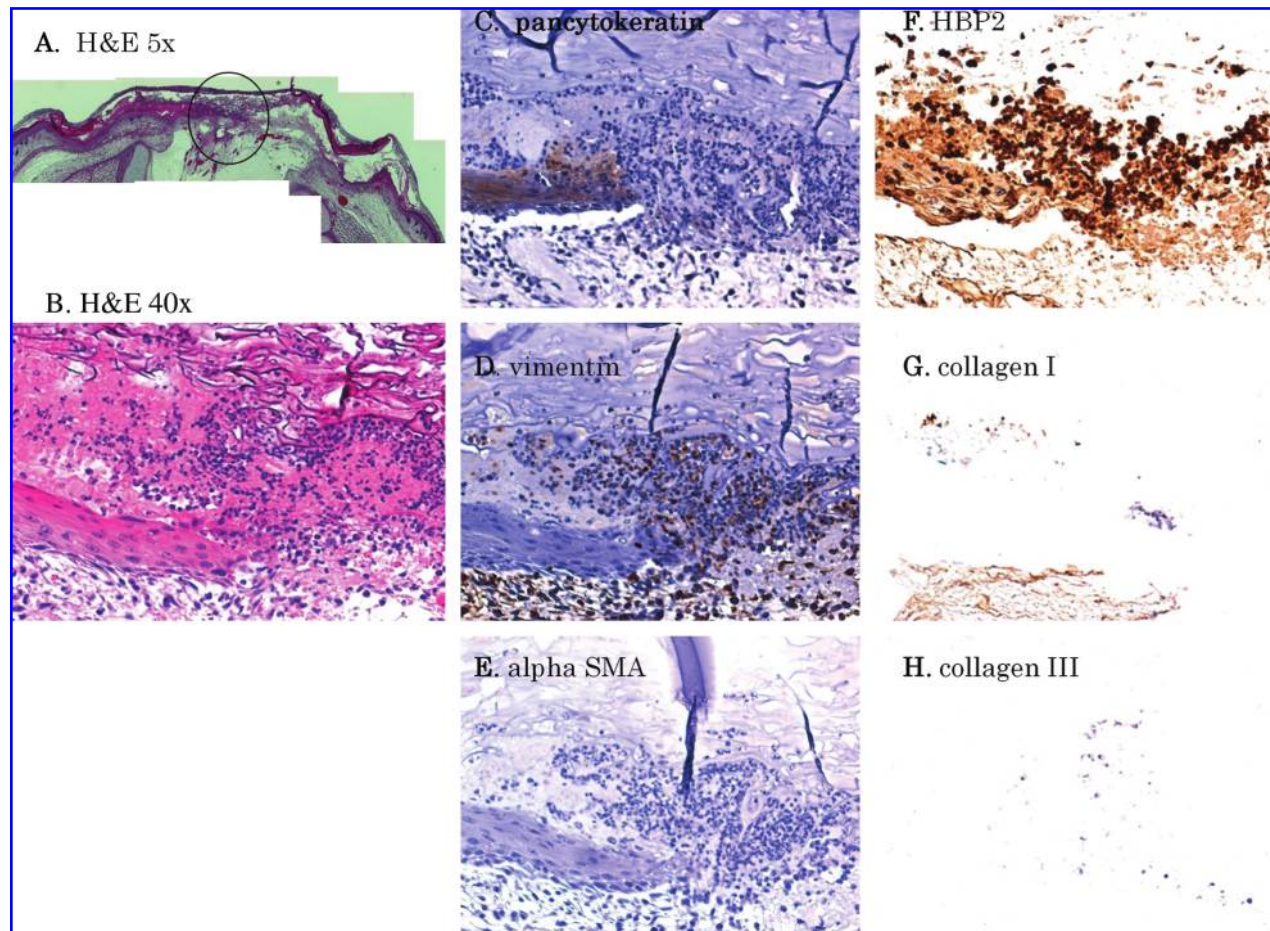 A. H&E 5x
B. H&E 40x
C. pancytokeratin
D. vimentin
E. alpha SMA
F. HBP2
G. collagen I
H. collagen III